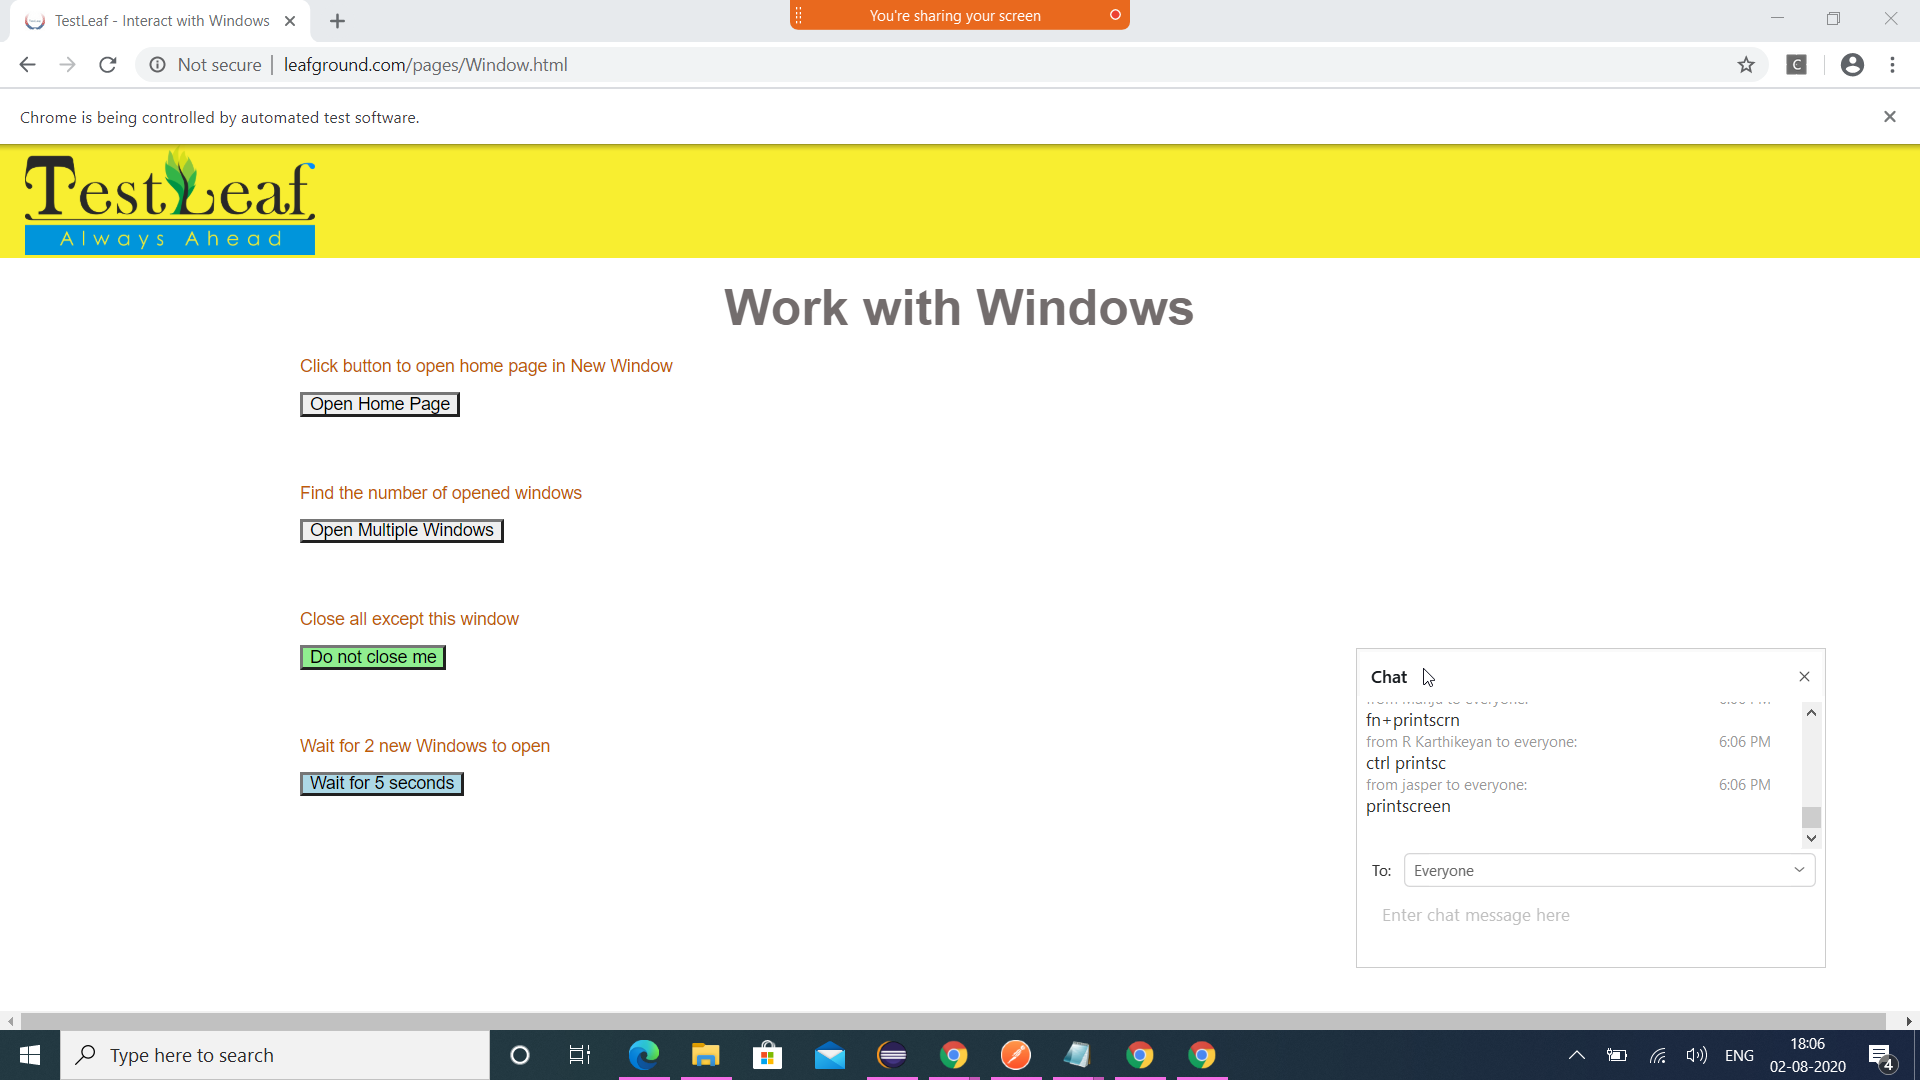 TestLeaf - Interact with Windows
You're sharing your screen
Not secure
leafground.com/pages/Window.html
C
Chrome is being controlled by automated test software.
TestLeaf
Always Ahead
Work with Windows
Click button to open home page in New Window
Open Home Page
Find the number of opened windows
Open Multiple Windows
Close all except this window
Do not close me
Wait for 2 new Windows to open
Wait for 5 seconds
Chat
fn+printscrn
from R Karthikeyan to everyone: 6:06 PM
ctrl printsc
from jasper to everyone: 6:06 PM
printscreen
To: Everyone
Enter chat message here
Type here to search
ENG
18:06
02-08-2020
4